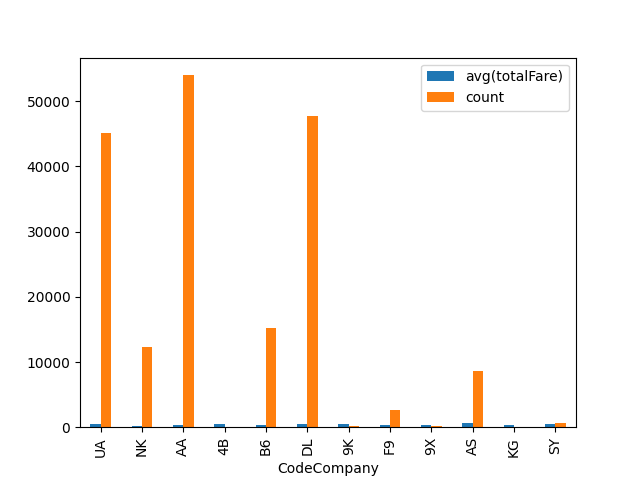 avg(totalFare)
count
50000
40000
30000
20000
10000
0
UA NK AA 4B B6 DL 9K F9 9X AS KG SY
CodeCompany